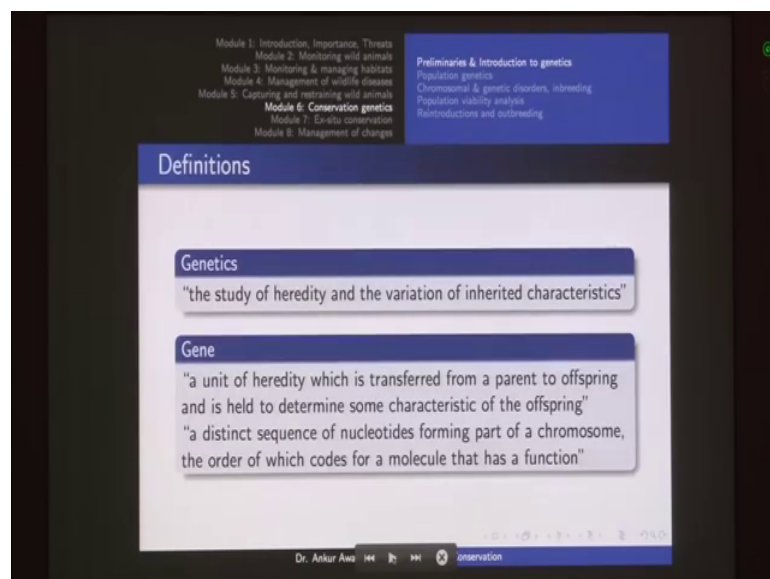 Module 1: Introduction, Importance, Threats
Module 2: Monitoring wild animals
Module 3: Monitoring & managing habitats
Module 4: Management of wildlife diseases
Module 5: Capturing and restraining wild animals
Module 6: Conservation genetics
Module 7: Ex-situ conservation
Module 8: Management of changes
Preliminaries & Introduction to genetics
Population genetics
Chromosomal & genetic disorders, inbreeding
Population viability analysis
Reintroductions and outbreeding
Definitions
Genetics
“the study of heredity and the variation of inherited characteristics”
Gene
“a unit of heredity which is transferred from a parent to offspring
and is held to determine some characteristic of the offspring”
“a distinct sequence of nucleotides forming part of a chromosome,
the order of which codes for a molecule that has a function”
Dr. Ankur Awa onservation